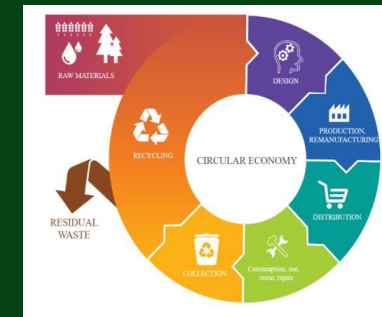 RAW MATERIALS
DESIGN
PRODUCTION,
REMANUFACTURING
DISTRIBUTION
Consumption, use,
reuse, repair
COLLECTION
RECYCLING
RESIDUAL
WASTE
CIRCULAR ECONOMY